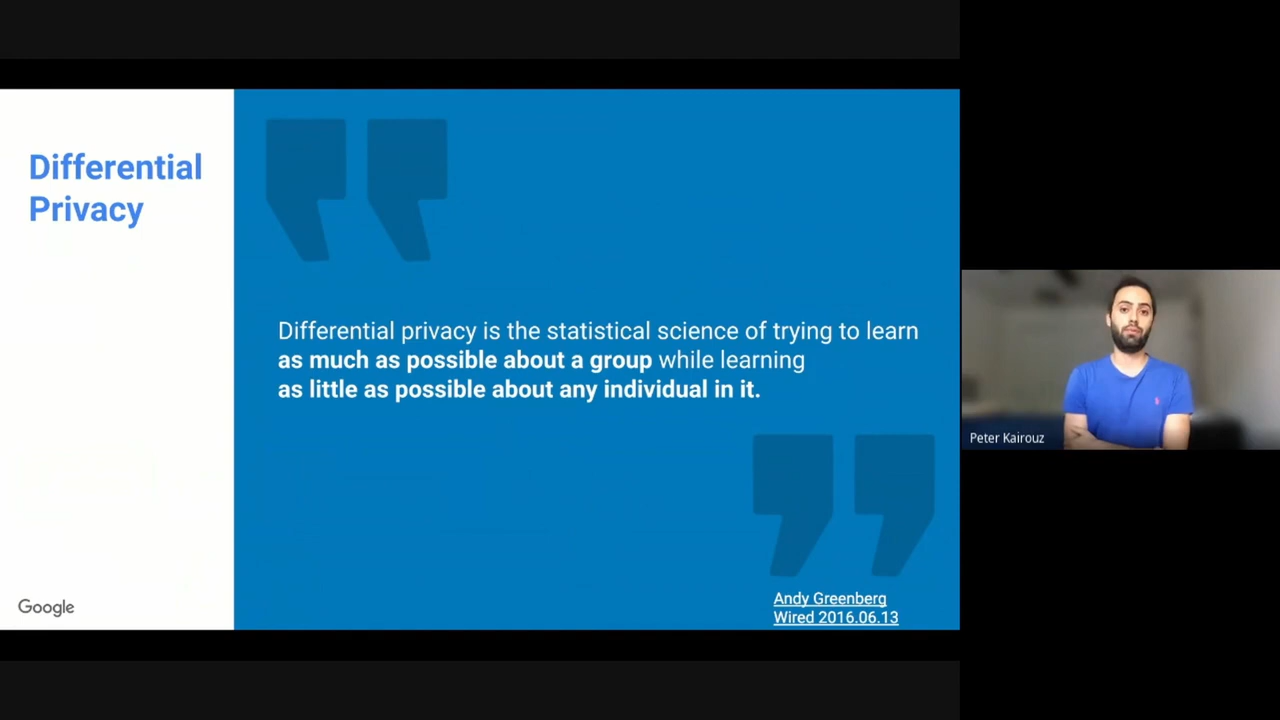 Differential
Privacy
Differential privacy is the statistical science of trying to learn
as much as possible about a group while learning
as little as possible about any individual in it.
Andy Greenberg
Wired 2016.06.13
Google
Peter Kairouz